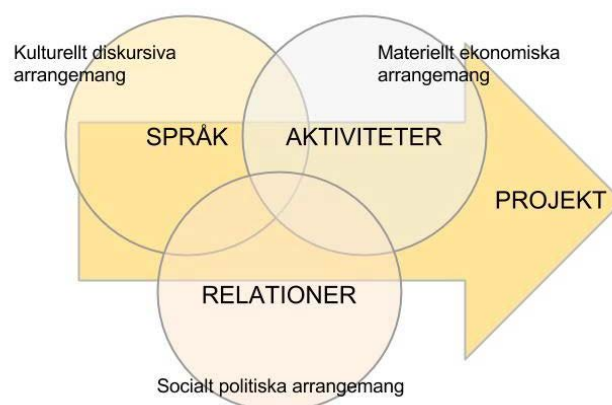 Kulturellt diskursiva
arrangemang
Materiellt ekonomiska
arrangemang
SPRÅK
AKTIVITETER
PROJEKT
RELATIONER
Socialt politiska arrangemang